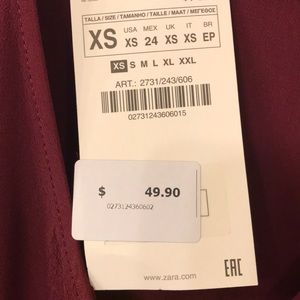 TALLA / SIZE / TAMANHO / TAILLE / MAAT / ΜΕΓΕΘΟΣ
XS
USA MEX UK IT BR
XS 24 XS XS EP
XS S M L XL XXL
ART.: 2731/243/606
02731243606015
$ 49.90
0273124360602
www.zara.com
EAC